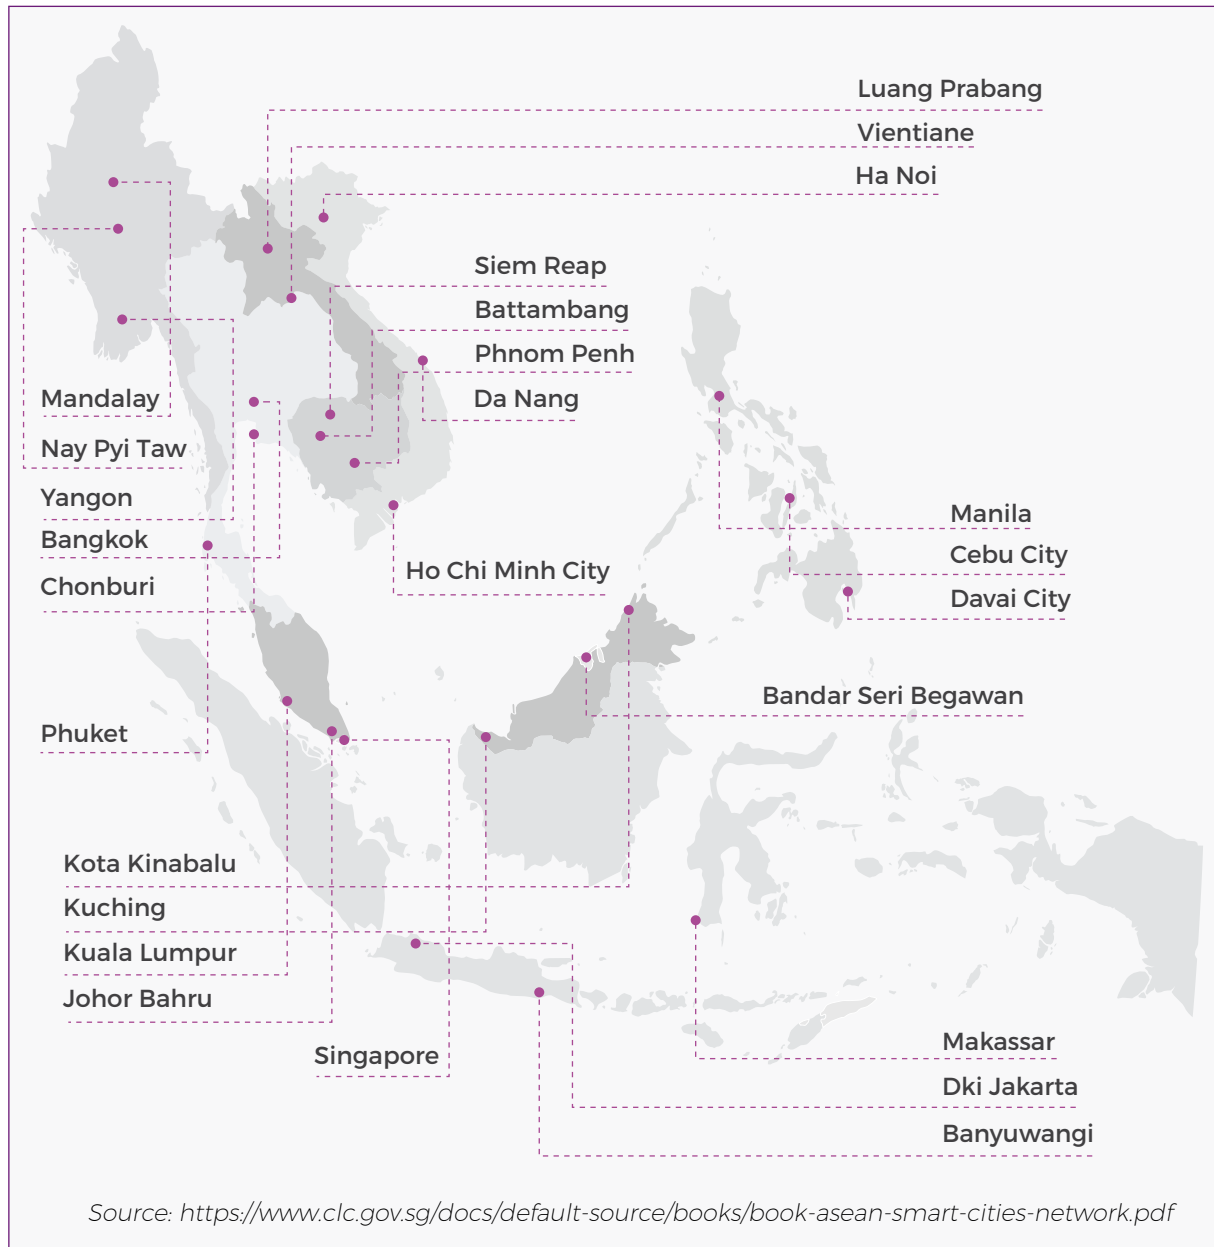 Luang Prabang
Vientiane
Ha Noi
Siem Reap
Battambang
Phnom Penh
Da Nang
Mandalay
Nay Pyi Taw
Yangon
Bangkok
Chonburi
Phuket
Ho Chi Minh City
Manila
Cebu City
Davai City
Bandar Seri Begawan
Kota Kinabalu
Kuching
Kuala Lumpur
Johor Bahru
Singapore
Makassar
Dki Jakarta
Banyuwangi
Source: https://www.clc.gov.sg/docs/default-source/books/book-asean-smart-cities-network.pdf